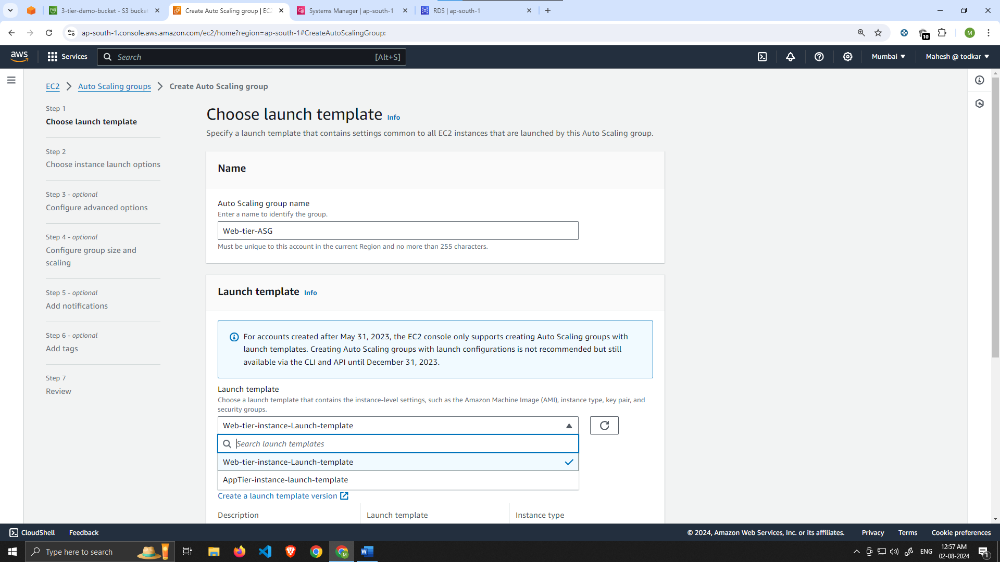 3-tier-demo-bucket - S3 bucket
Create Auto Scaling group | EC2
Systems Manager | ap-south-1
RDS | ap-south-1
ap-south-1.console.aws.amazon.com/ec2/home?region=ap-south-1#CreateAutoScalingGroup:
10
M
aws
Services
Search
[Alt+S]
Mumbai
Mahesh @ todkar
EC2
Auto Scaling groups
Create Auto Scaling group
Step 1
Choose launch template
Step 2
Choose instance launch options
Step 3 - optional
Configure advanced options
Step 4 - optional
Configure group size and
scaling
Step 5 - optional
Add notifications
Step 6 - optional
Add tags
Step 7
Review
Choose launch template Info
Specify a launch template that contains settings common to all EC2 instances that are launched by this Auto Scaling group.
Name
Auto Scaling group name
Enter a name to identify the group.
Web-tier-ASG
Must be unique to this account in the current Region and no more than 255 characters.
Launch template Info
For accounts created after May 31, 2023, the EC2 console only supports creating Auto Scaling groups with
launch templates. Creating Auto Scaling groups with launch configurations is not recommended but still
available via the CLI and API until December 31, 2023.
Launch template
Choose a launch template that contains the instance-level settings, such as the Amazon Machine Image (AMI), instance type, key pair, and
security groups.
Web-tier-instance-Launch-template
Search launch templates
Web-tier-instance-Launch-template
AppTier-instance-launch-template
Create a launch template version
Description
Launch template
Instance type
CloudShell
Feedback
© 2024, Amazon Web Services, Inc. or its affiliates.
Privacy
Terms
Cookie preferences
Type here to search
ENG
12:57 AM
02-08-2024
1